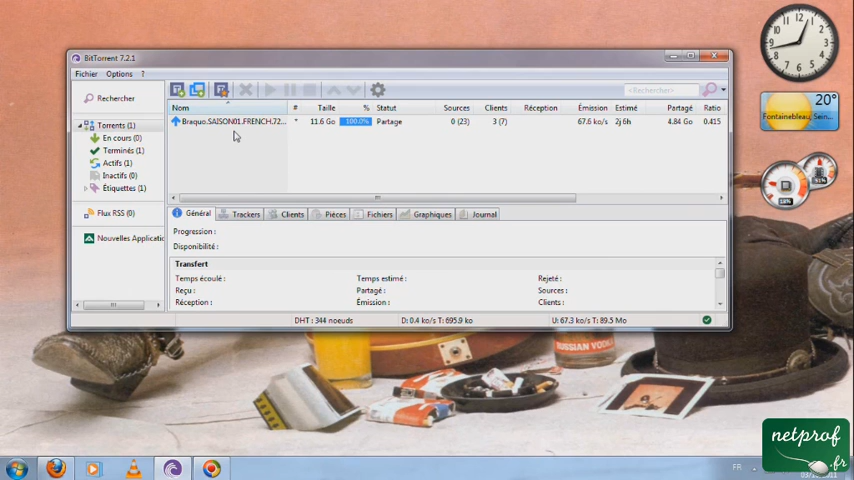 BitTorrent 7.2.1
Fichier Options ?
Rechercher
<Rechercher>
Torrents (1)
En cours (0)
Terminés (1)
Actifs (1)
Inactifs (0)
Étiquettes (1)
Flux RSS (0)
Nouvelles Applicatio
Nom # Taille % Statut Sources Clients Réception Émission Estimé Partagé Ratio
Braquo.SAISON01.FRENCH.72... * 11.6 Go 100.0% Partage 0 (23) 3 (7) 67.6 ko/s 2j 6h 4.84 Go 0.415
Général Trackers Clients Pièces Fichiers Graphiques Journal
Progression :
Disponibilité :
Transfert
Temps écoulé : Temps estimé : Rejeté :
Reçu : Partagé : Sources :
Réception : Émission : Clients :
DHT : 344 noeuds D: 0.4 ko/s T: 695.9 ko U: 67.3 ko/s T: 89.5 Mo
20°
Fontainebleau, Sein...
RUSSIAN VODKA
FR
netprof
.fr